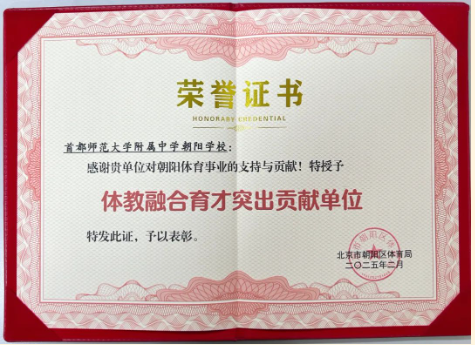 荣誉证书
HONORARY CREDENTIAL
首都师范大学附属中学朝阳学校：
感谢贵单位对朝阳体育事业的支持与贡献！特授予
体教融合育才突出贡献单位
特发此证，予以表彰。
北京市朝阳区体育局
二〇二五年二月